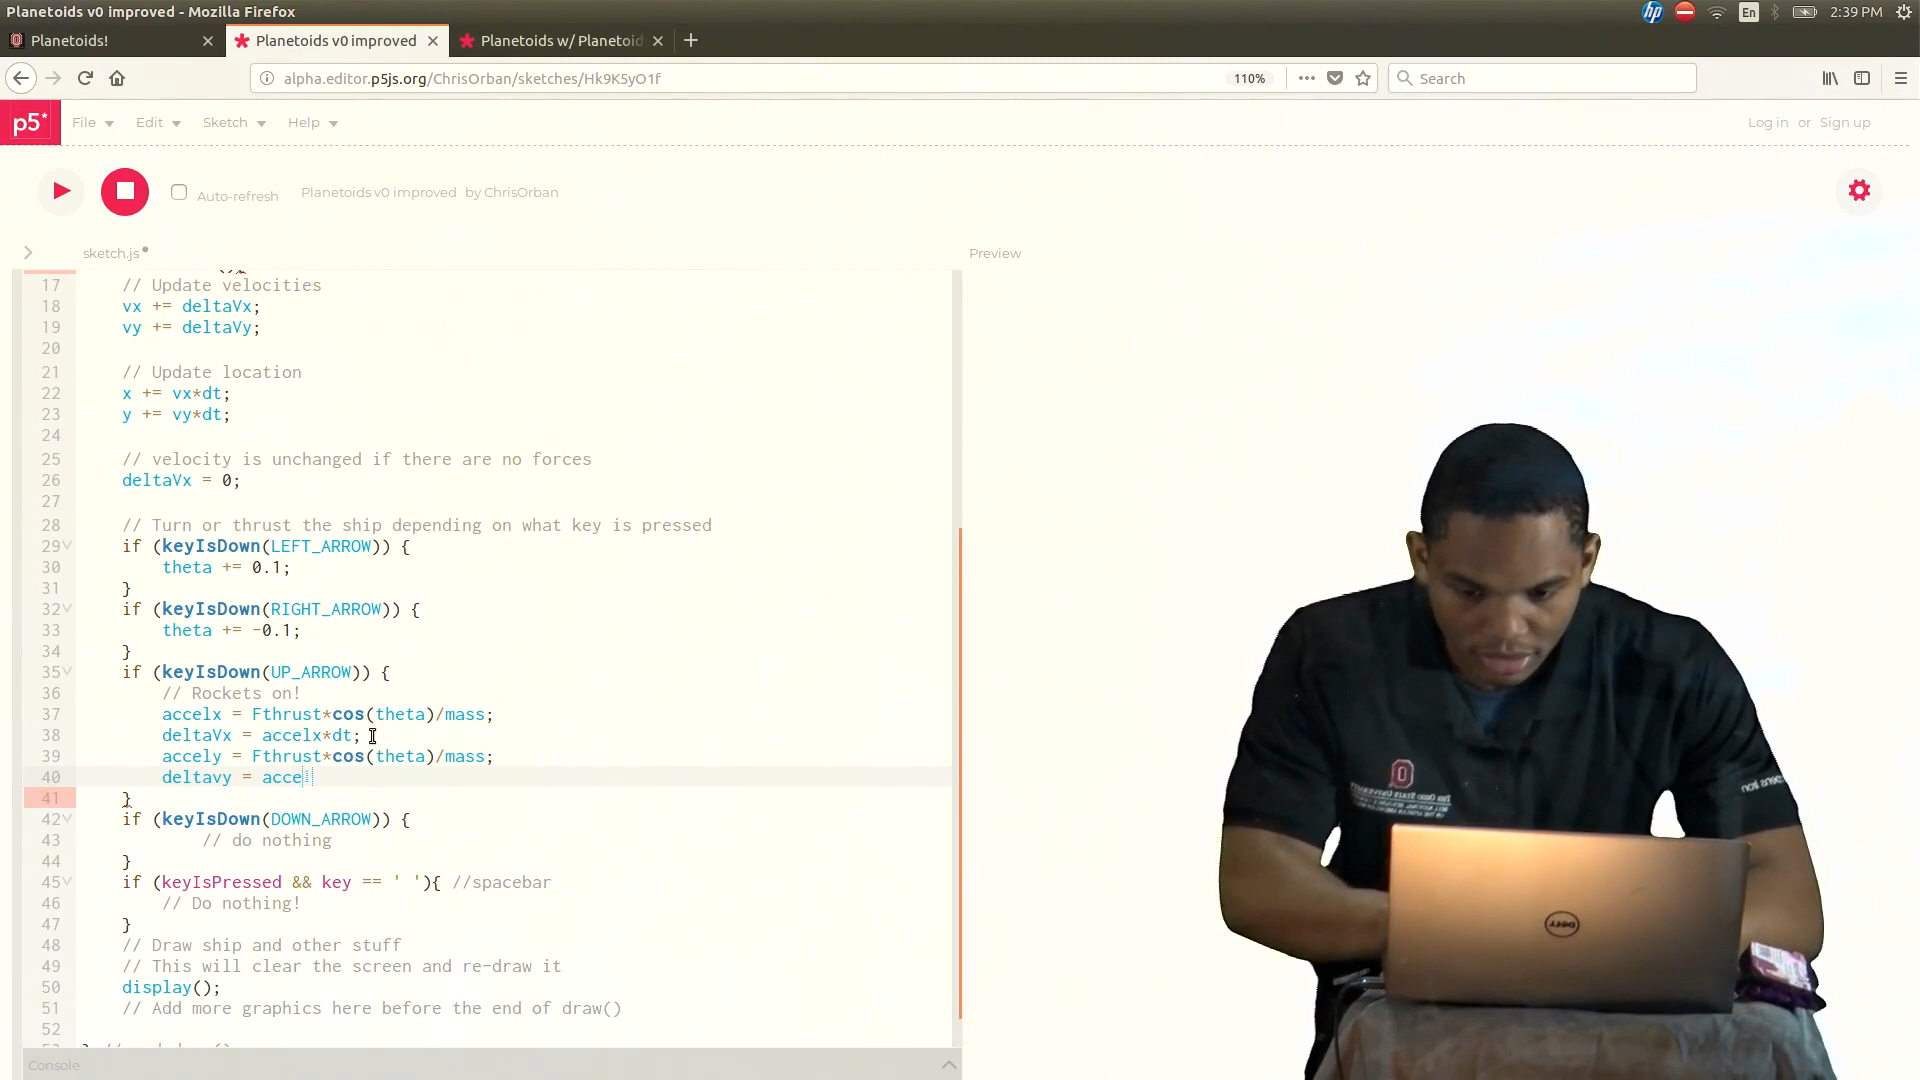 Planetoids v0 improved - Mozilla Firefox
hp En 2:39 PM
Planetoids! Planetoids v0 improved Planetoids w/ Planetoid
alpha.editor.p5js.org/ChrisOrban/sketches/Hk9K5yO1f 110% Search
p5* File Edit Sketch Help Log in or Sign up
Auto-refresh Planetoids v0 improved by ChrisOrban
sketch.js Preview
17 // Update velocities
18 vx += deltaVx;
19 vy += deltaVy;
20
21 // Update location
22 x += vx*dt;
23 y += vy*dt;
24
25 // velocity is unchanged if there are no forces
26 deltaVx = 0;
27
28 // Turn or thrust the ship depending on what key is pressed
29 if (keyIsDown(LEFT_ARROW)) {
30 theta += 0.1;
31 }
32 if (keyIsDown(RIGHT_ARROW)) {
33 theta += -0.1;
34 }
35 if (keyIsDown(UP_ARROW)) {
36 // Rockets on!
37 accelx = Fthrust*cos(theta)/mass;
38 deltaVx = accelx*dt;
39 accely = Fthrust*cos(theta)/mass;
40 deltavy = acce
41 }
42 if (keyIsDown(DOWN_ARROW)) {
43 // do nothing
44 }
45 if (keyIsPressed && key == ' '){ //spacebar
46 // Do nothing!
47 }
48 // Draw ship and other stuff
49 // This will clear the screen and re-draw it
50 display();
51 // Add more graphics here before the end of draw()
52
Console
The Ohio State University
DELL